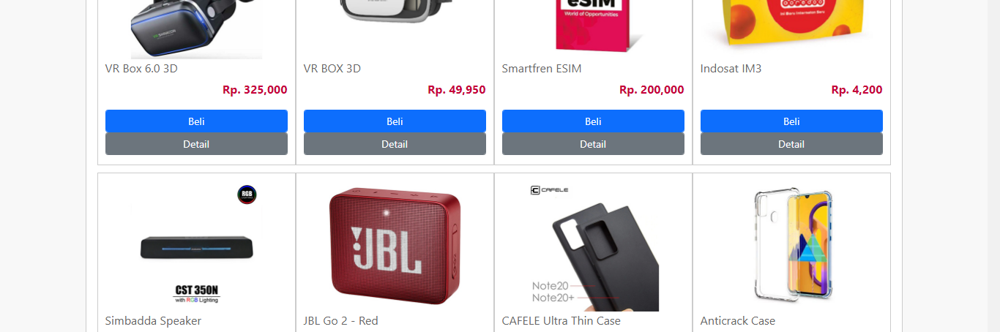 VR SHINECON
eSIM
World of Opportunities
ooredoo
VR Box 6.0 3D
VR BOX 3D
Smartfren ESIM
Indosat IM3
Rp. 325,000
Rp. 49,950
Rp. 200,000
Rp. 4,200
Beli
Beli
Beli
Beli
Detail
Detail
Detail
Detail
RGB
CST 350N
with RGB Lighting
JBL
CAFELE
Note20
Note20+
Simbadda Speaker
JBL Go 2 - Red
CAFELE Ultra Thin Case
Anticrack Case